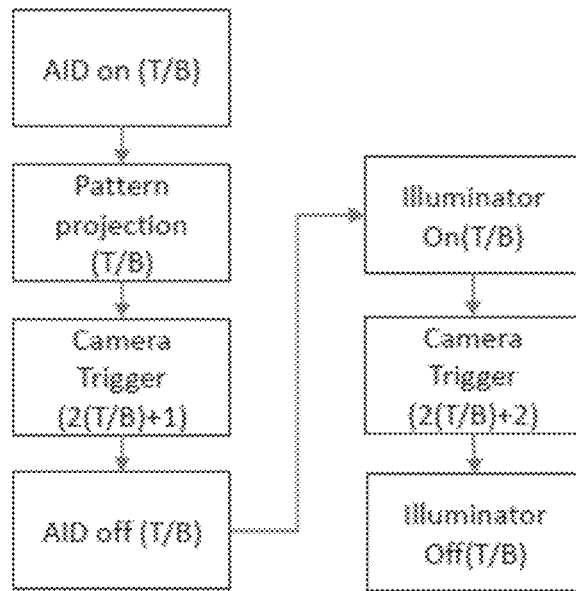 AID on (T/B)
Pattern
projection
(T/B)
Camera
Trigger
(2(T/B)+1)
AID off (T/B)
Illuminator
On(T/B)
Camera
Trigger
(2(T/B)+2)
Illuminator
Off(T/B)